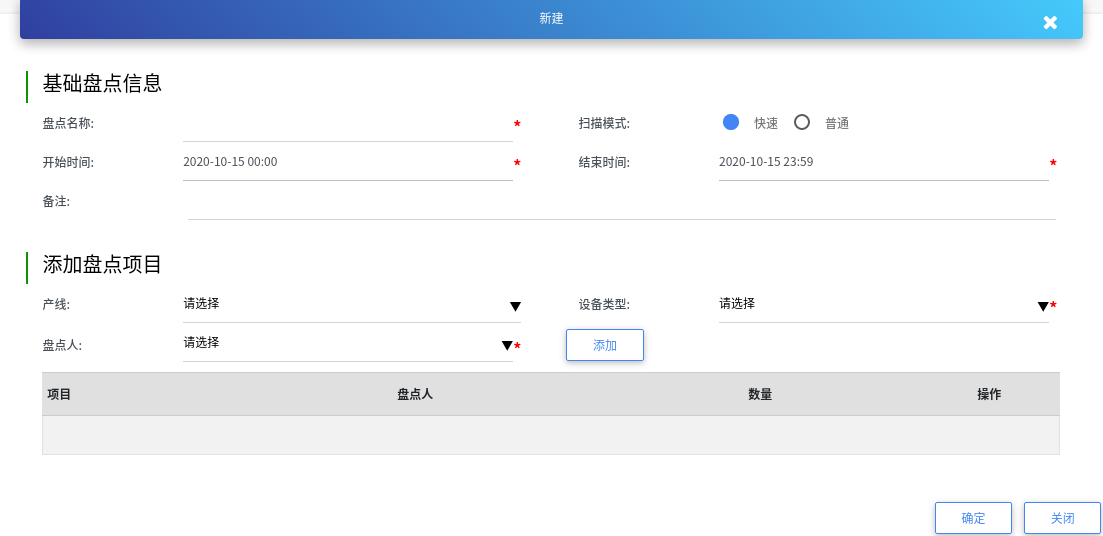 新建
基础盘点信息
盘点名称: * 扫描模式: 快速 普通
开始时间: 2020-10-15 00:00 * 结束时间: 2020-10-15 23:59 *
备注:
添加盘点项目
产线: 请选择 设备类型: 请选择 *
盘点人: 请选择 * 添加
项目 盘点人 数量 操作
确定 关闭